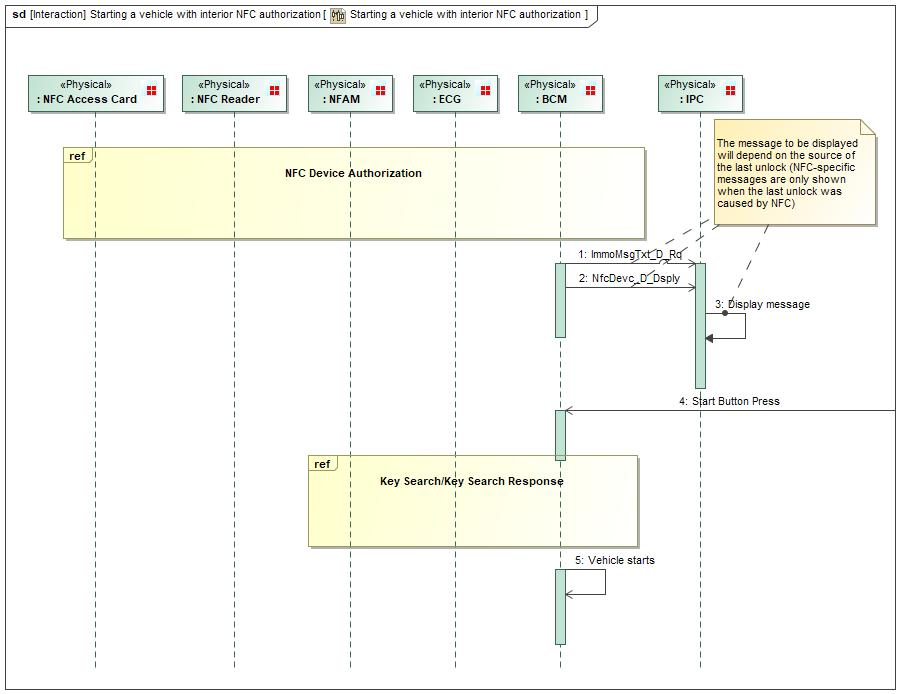 sd [Interaction] Starting a vehicle with interior NFC authorization [ Starting a vehicle with interior NFC authorization ]
«Physical»
: NFC Access Card
«Physical»
: NFC Reader
«Physical»
: NFAM
«Physical»
: ECG
«Physical»
: BCM
«Physical»
: IPC
The message to be displayed
will depend on the source of
the last unlock (NFC-specific
messages are only shown
when the last unlock was
caused by NFC)
ref
NFC Device Authorization
1: ImmoMsgTxt_D_Rq
2: NfcDevc_D_Dsply
3: Display message
4: Start Button Press
ref
Key Search/Key Search Response
5: Vehicle starts